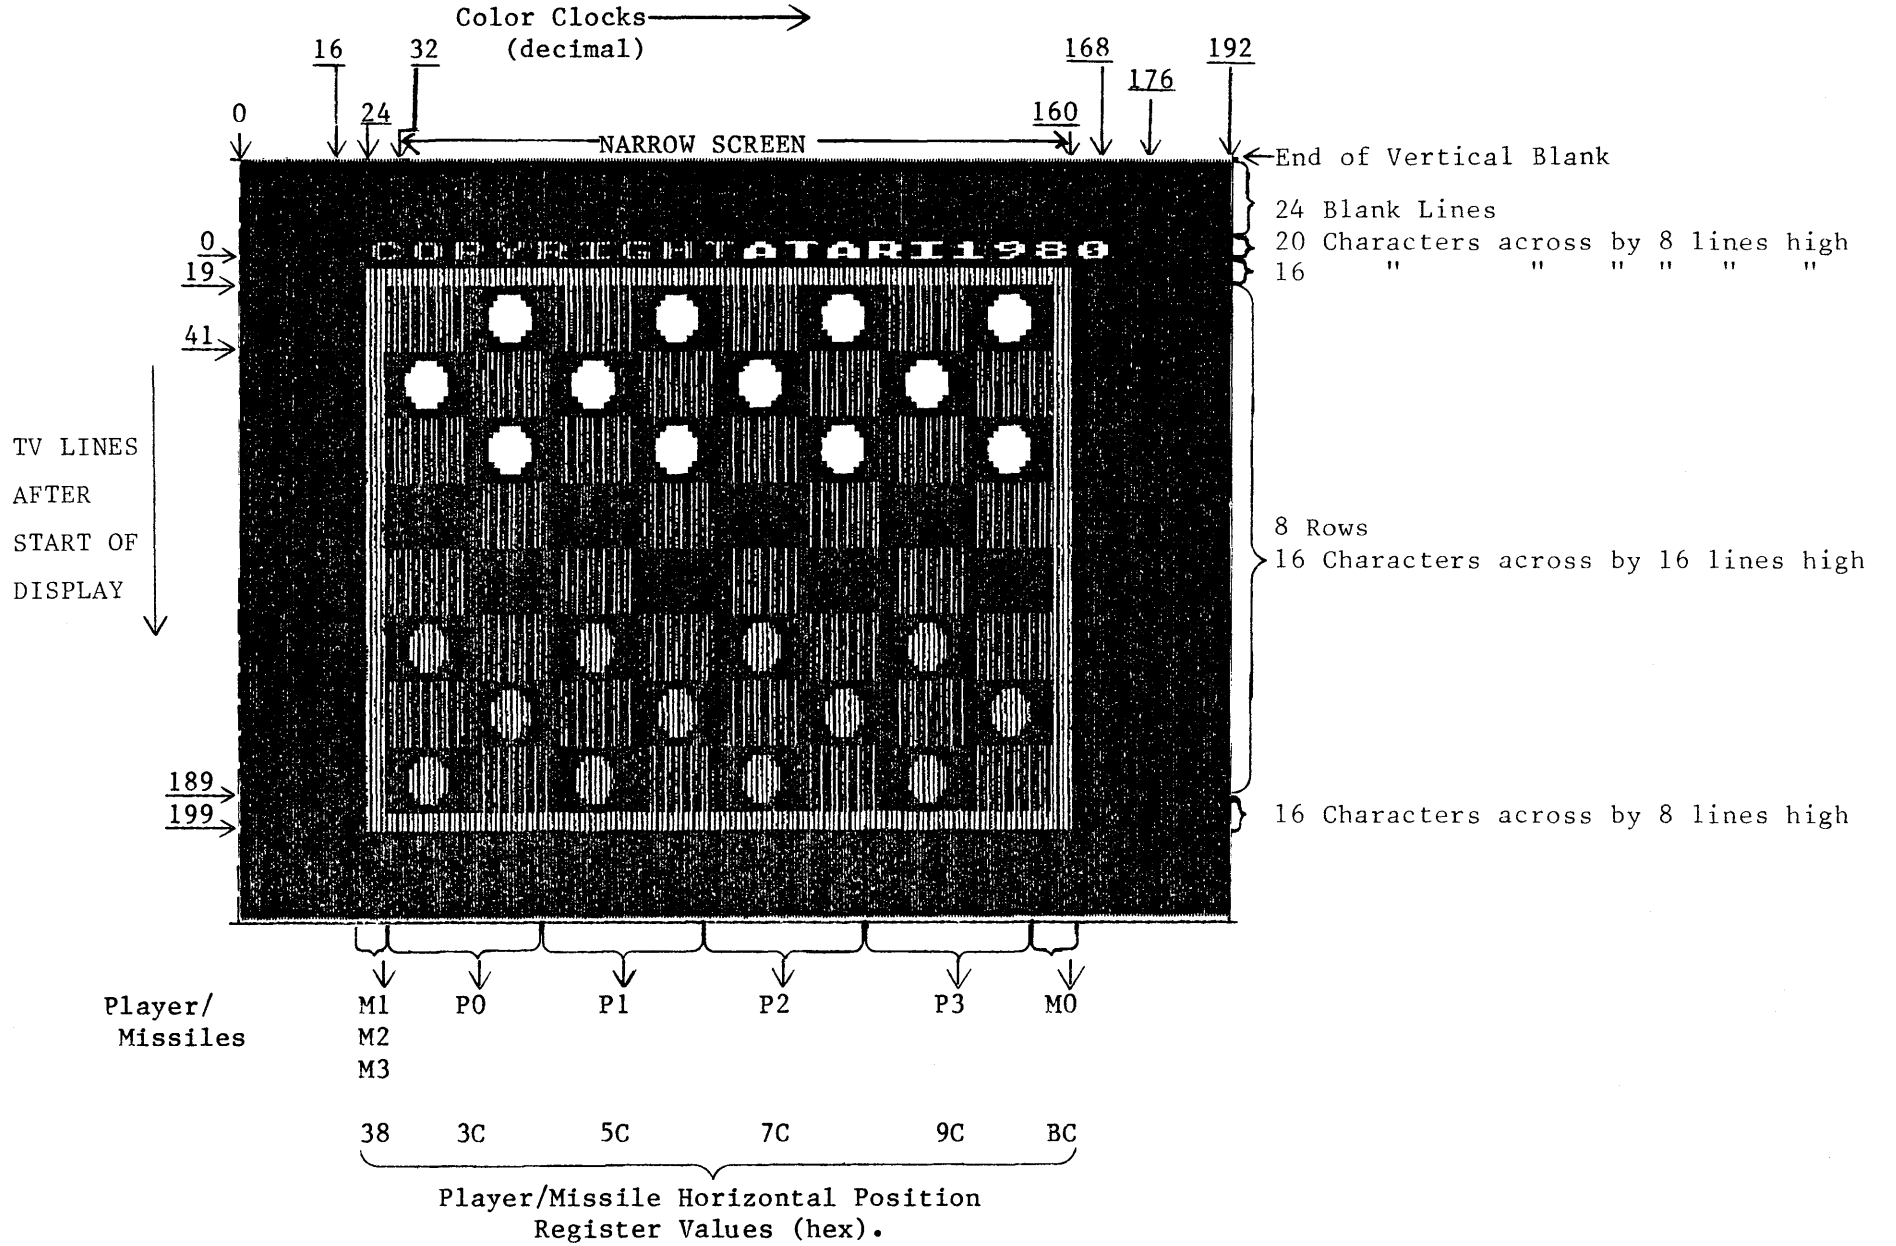 Color Clocks
(decimal)
16
32
168
192
176
0
24
160
NARROW SCREEN
End of Vertical Blank
24 Blank Lines
0
COPYRIGHTATARI1980
20 Characters across by 8 lines high
19
16 " " " " " "
41
TV LINES
AFTER
START OF
DISPLAY
8 Rows
16 Characters across by 16 lines high
189
199
16 Characters across by 8 lines high
Player/
Missiles
M1 P0 P1 P2 P3 M0
M2
M3
38 3C 5C 7C 9C BC
Player/Missile Horizontal Position
Register Values (hex).